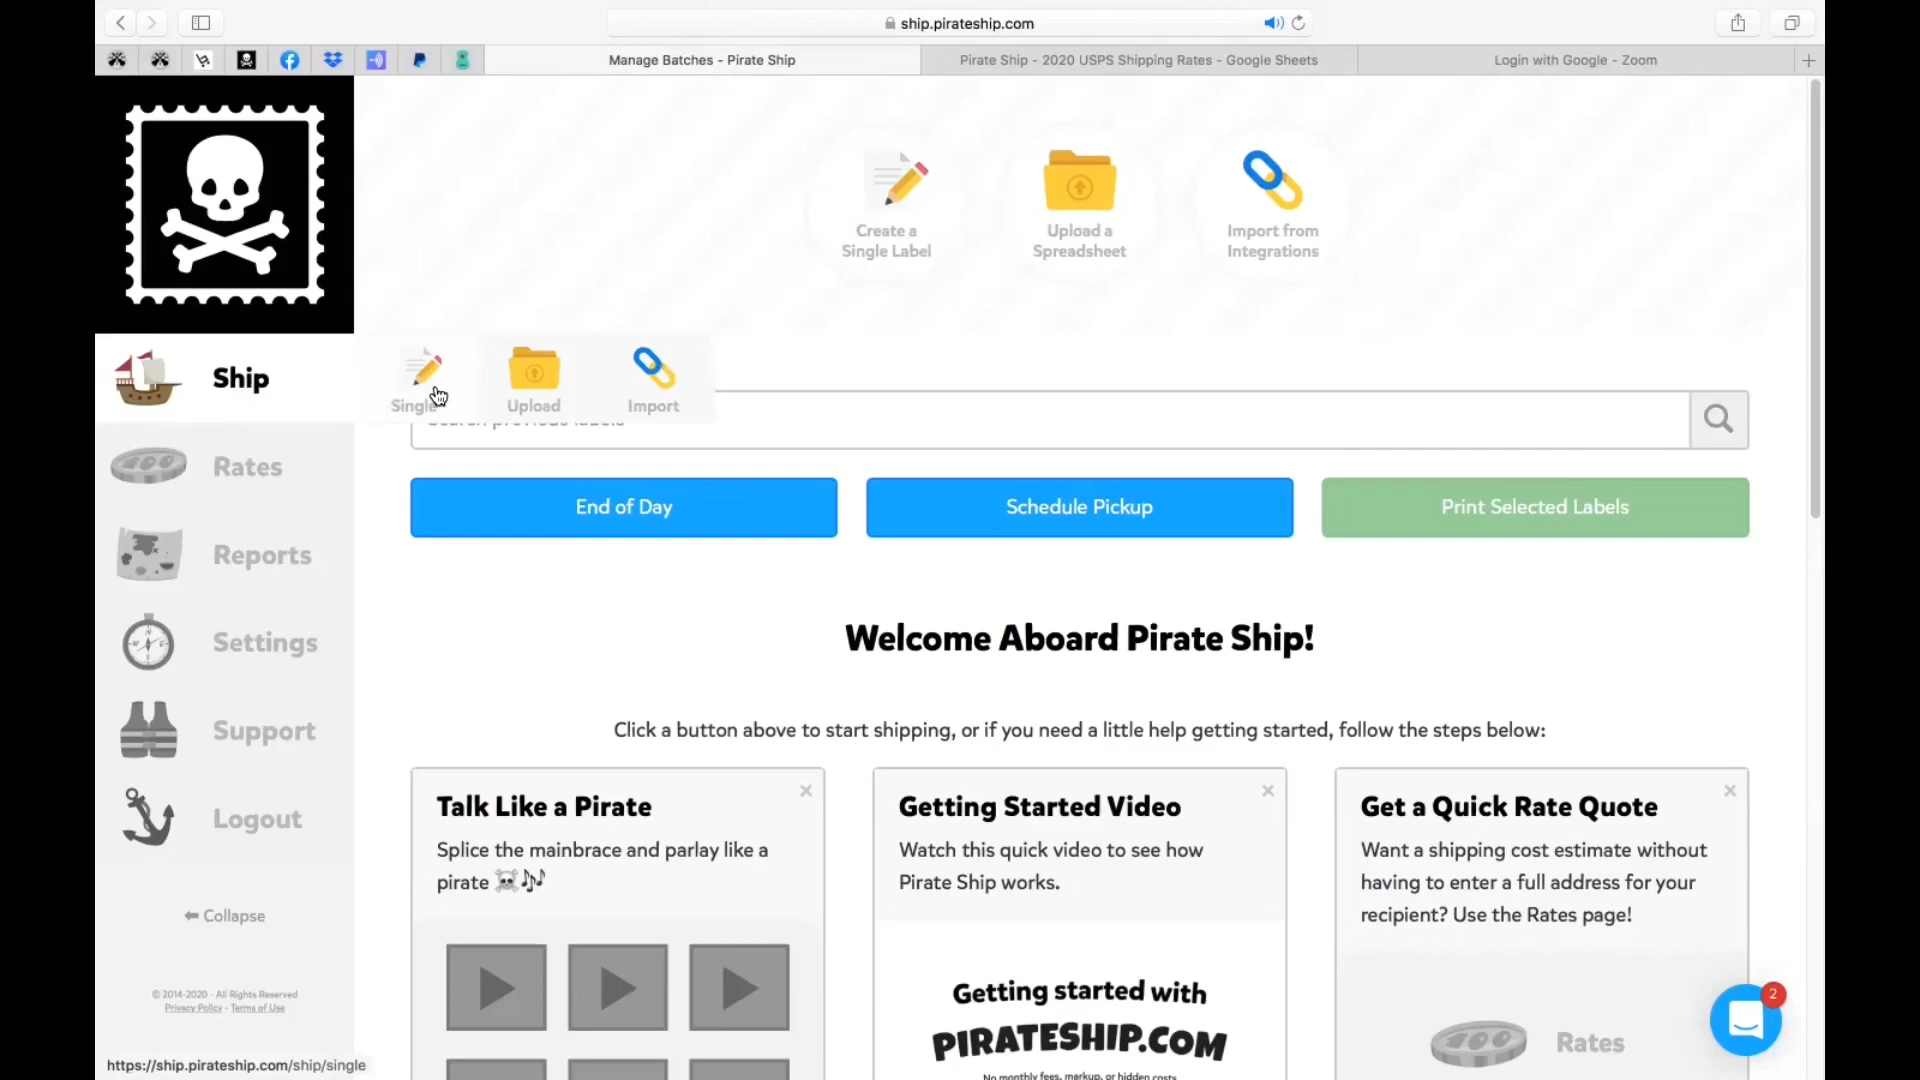 ship.pirateship.com
Manage Batches - Pirate Ship
Pirate Ship - 2020 USPS Shipping Rates - Google Sheets
Login with Google - Zoom
Create a
Single Label
Upload a
Spreadsheet
Import from
Integrations
Ship
Single
Upload
Import
Rates
End of Day
Schedule Pickup
Print Selected Labels
Reports
Welcome Aboard Pirate Ship!
Settings
Click a button above to start shipping, or if you need a little help getting started, follow the steps below:
Support
Talk Like a Pirate
Splice the mainbrace and parlay like a
pirate ☠️🎶
Getting Started Video
Watch this quick video to see how
Pirate Ship works.
Get a Quick Rate Quote
Want a shipping cost estimate without
having to enter a full address for your
recipient? Use the Rates page!
Logout
Collapse
Getting started with
PIRATESHIP.COM
No monthly fees, markup, or hidden costs
Rates
2
© 2014-2020 - All Rights Reserved
Privacy Policy - Terms of Use
https://ship.pirateship.com/ship/single